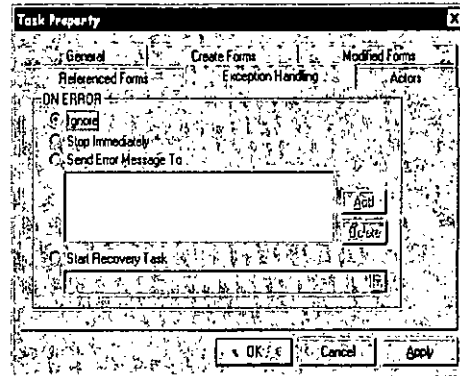 Task Property
General Create Forms Modified Forms
Referenced Forms Exception Handling Actors
ON ERROR
Ignore
Stop Immediately
Send Error Message To
Add
Delete
Start Recovery Task
OK Cancel Apply